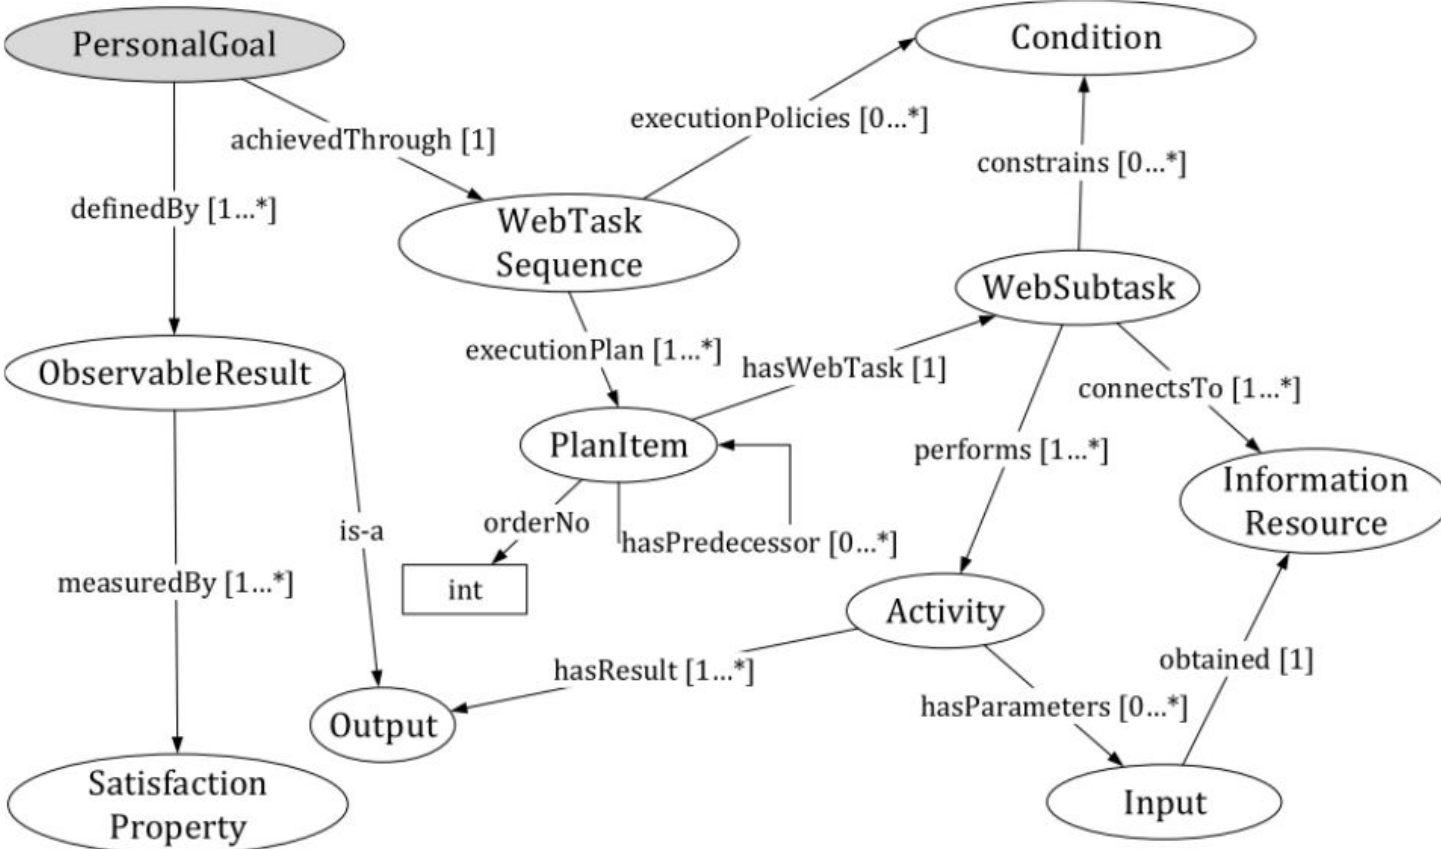 PersonalGoal
Condition
executionPolicies [0...*]
achievedThrough [1]
constrains [0...*]
definedBy [1...*]
WebTask
Sequence
WebSubtask
executionPlan [1...*]
hasWebTask [1]
ObservableResult
connectsTo [1...*]
PlanItem
performs [1...*]
Information
Resource
orderNo
is-a
hasPredecessor [0...*]
measuredBy [1...*]
int
Activity
hasResult [1...*]
obtained [1]
hasParameters [0...*]
Output
Satisfaction
Property
Input